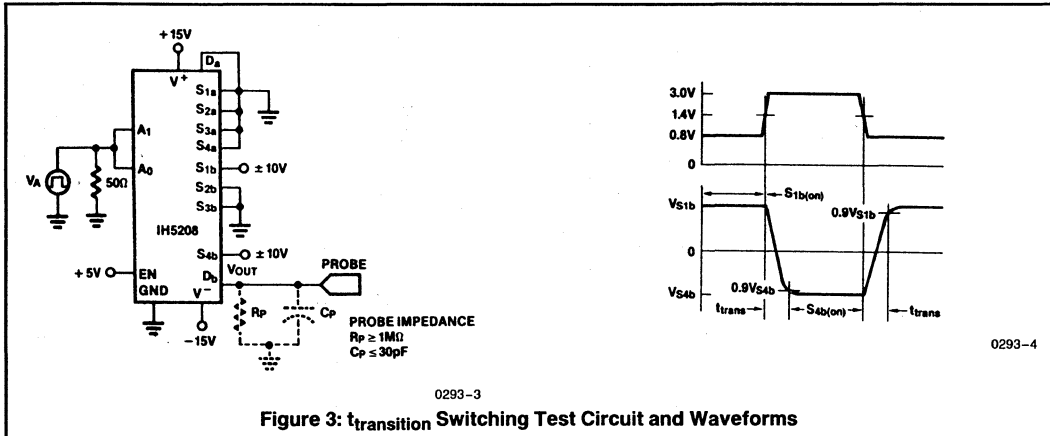 +15V
Da
V+
S1a
S2a
S3a
S4a
A1
A0
S1b ±10V
VA
50Ω
S2b
S3b
IH5208
S4b ±10V
VOUT
+5V EN
Db
PROBE
GND
V−
RP
CP
−15V
PROBE IMPEDANCE
RP ≥ 1MΩ
CP ≤ 30pF
0293-3
3.0V
1.4V
0.8V
0
VS1b
S1b(on)
0.9VS1b
0
0.9VS4b
VS4b
ttrans
S4b(on)
ttrans
0293-4
Figure 3: ttransition Switching Test Circuit and Waveforms